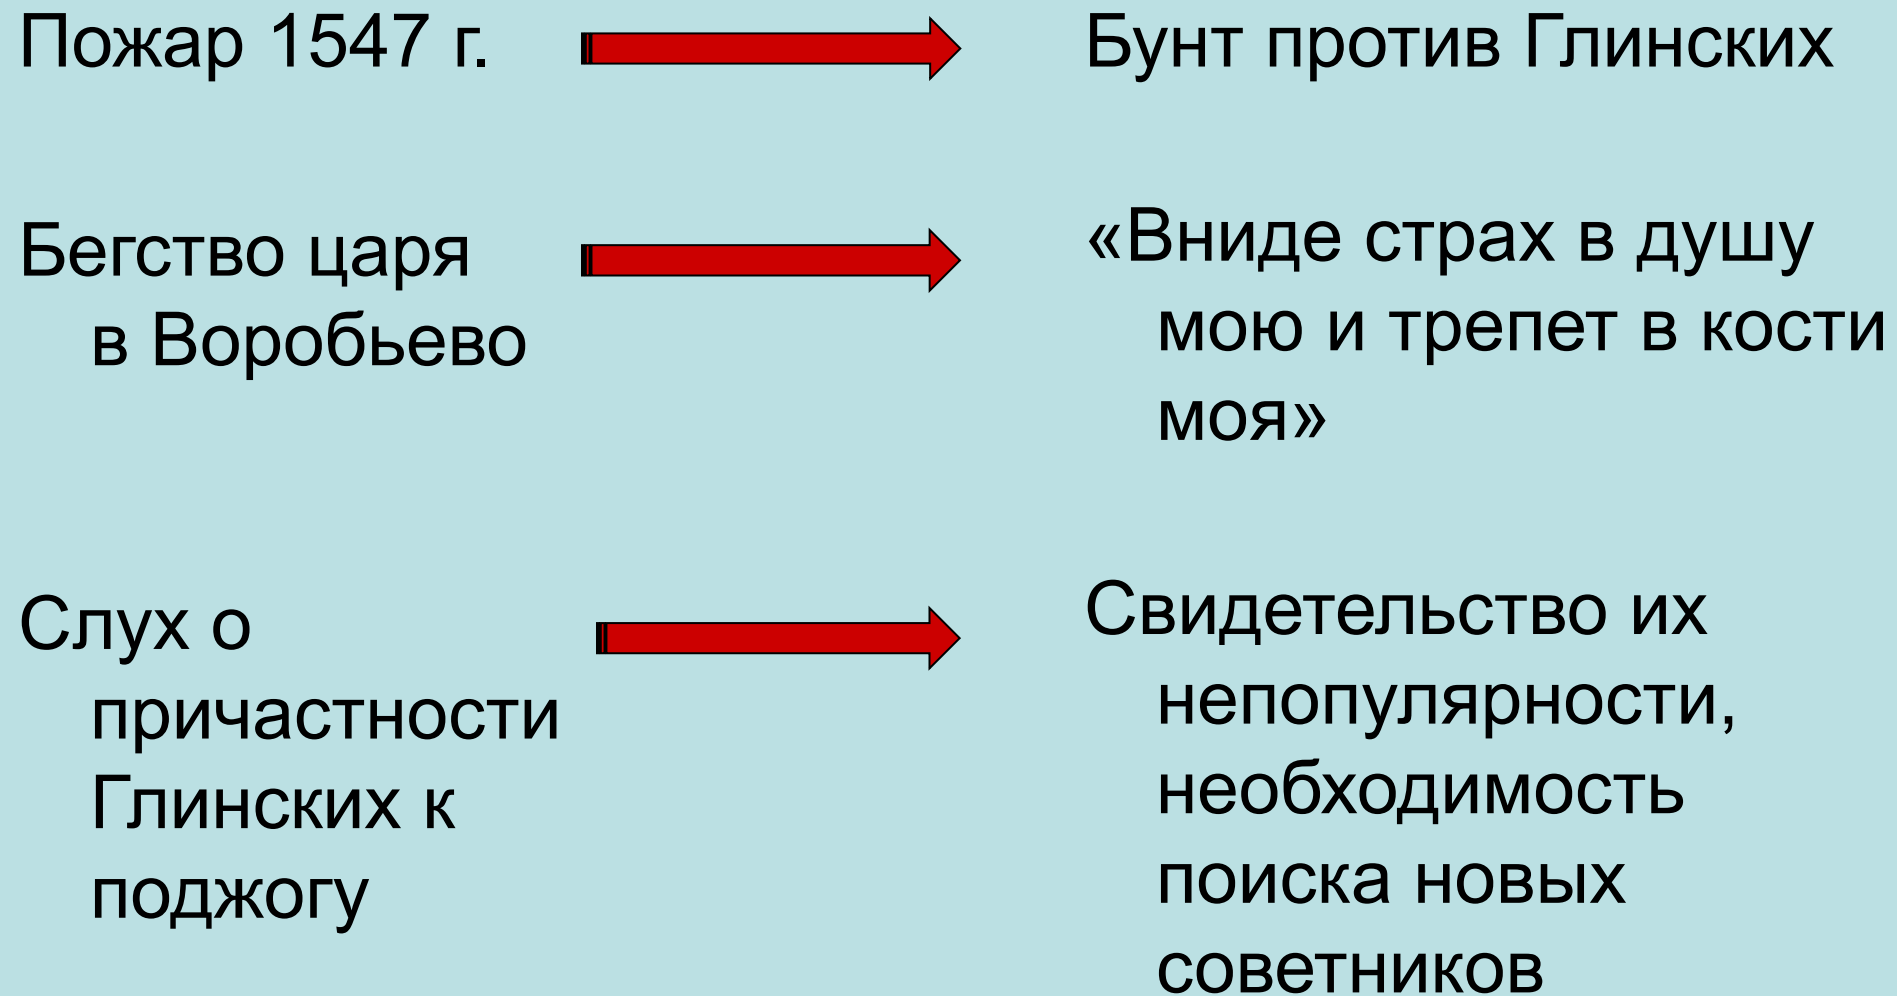 Пожар 1547 г.
Бунт против Глинских
Бегство царя
в Воробьево
«Вниде страх в душу
мою и трепет в кости
моя»
Слух о
причастности
Глинских к
поджогу
Свидетельство их
непопулярности,
необходимость
поиска новых
советников